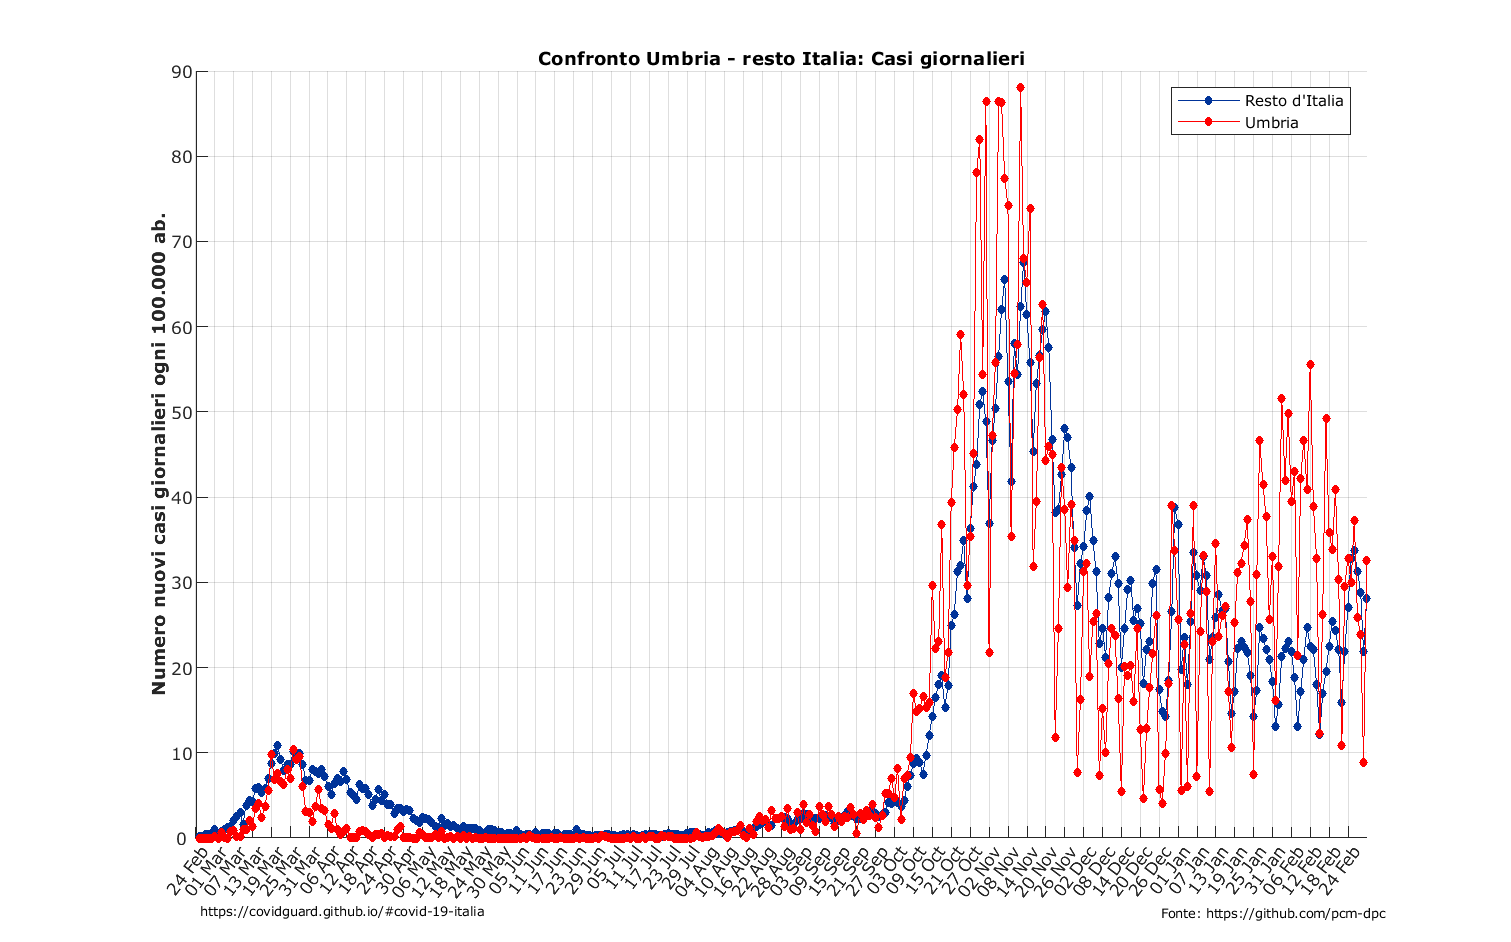 Confronto Umbria - resto Italia: Casi giornalieri
Resto d'Italia
Umbria
Numero nuovi casi giornalieri ogni 100.000 ab.
90
80
70
60
50
40
30
20
10
0
24 Feb
01 Mar
07 Mar
13 Mar
19 Mar
25 Mar
31 Mar
06 Apr
12 Apr
18 Apr
24 Apr
30 Apr
06 May
12 May
18 May
24 May
30 May
05 Jun
11 Jun
17 Jun
23 Jun
29 Jun
05 Jul
11 Jul
17 Jul
23 Jul
29 Jul
04 Aug
10 Aug
16 Aug
22 Aug
28 Aug
03 Sep
09 Sep
15 Sep
21 Sep
27 Sep
03 Oct
09 Oct
15 Oct
21 Oct
27 Oct
02 Nov
08 Nov
14 Nov
20 Nov
26 Nov
02 Dec
08 Dec
14 Dec
20 Dec
26 Dec
01 Jan
07 Jan
13 Jan
19 Jan
25 Jan
31 Jan
06 Feb
12 Feb
18 Feb
24 Feb
https://covidguard.github.io/#covid-19-italia
Fonte: https://github.com/pcm-dpc